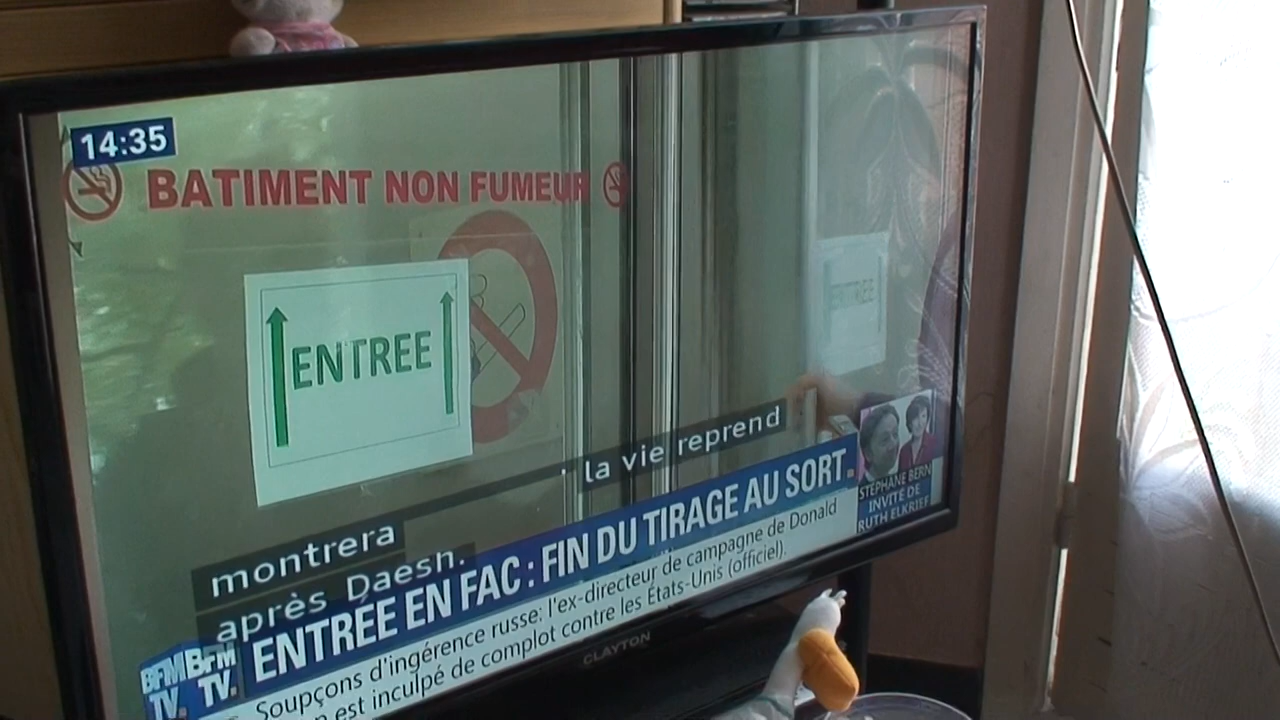 14:35
BATIMENT NON FUMEUR
ENTREE
ENTREE
la vie reprend
montrera
après Daesh.
ENTRÉE EN FAC : FIN DU TIRAGE AU SORT.
STÉPHANE BERN
INVITÉ DE
RUTH ELKRIEF
BFM
TV.
BFM
TV.
Soupçons d'ingérence russe: l'ex-directeur de campagne de Donald
est inculpé de complot contre les États-Unis (officiel).
CLAYTON